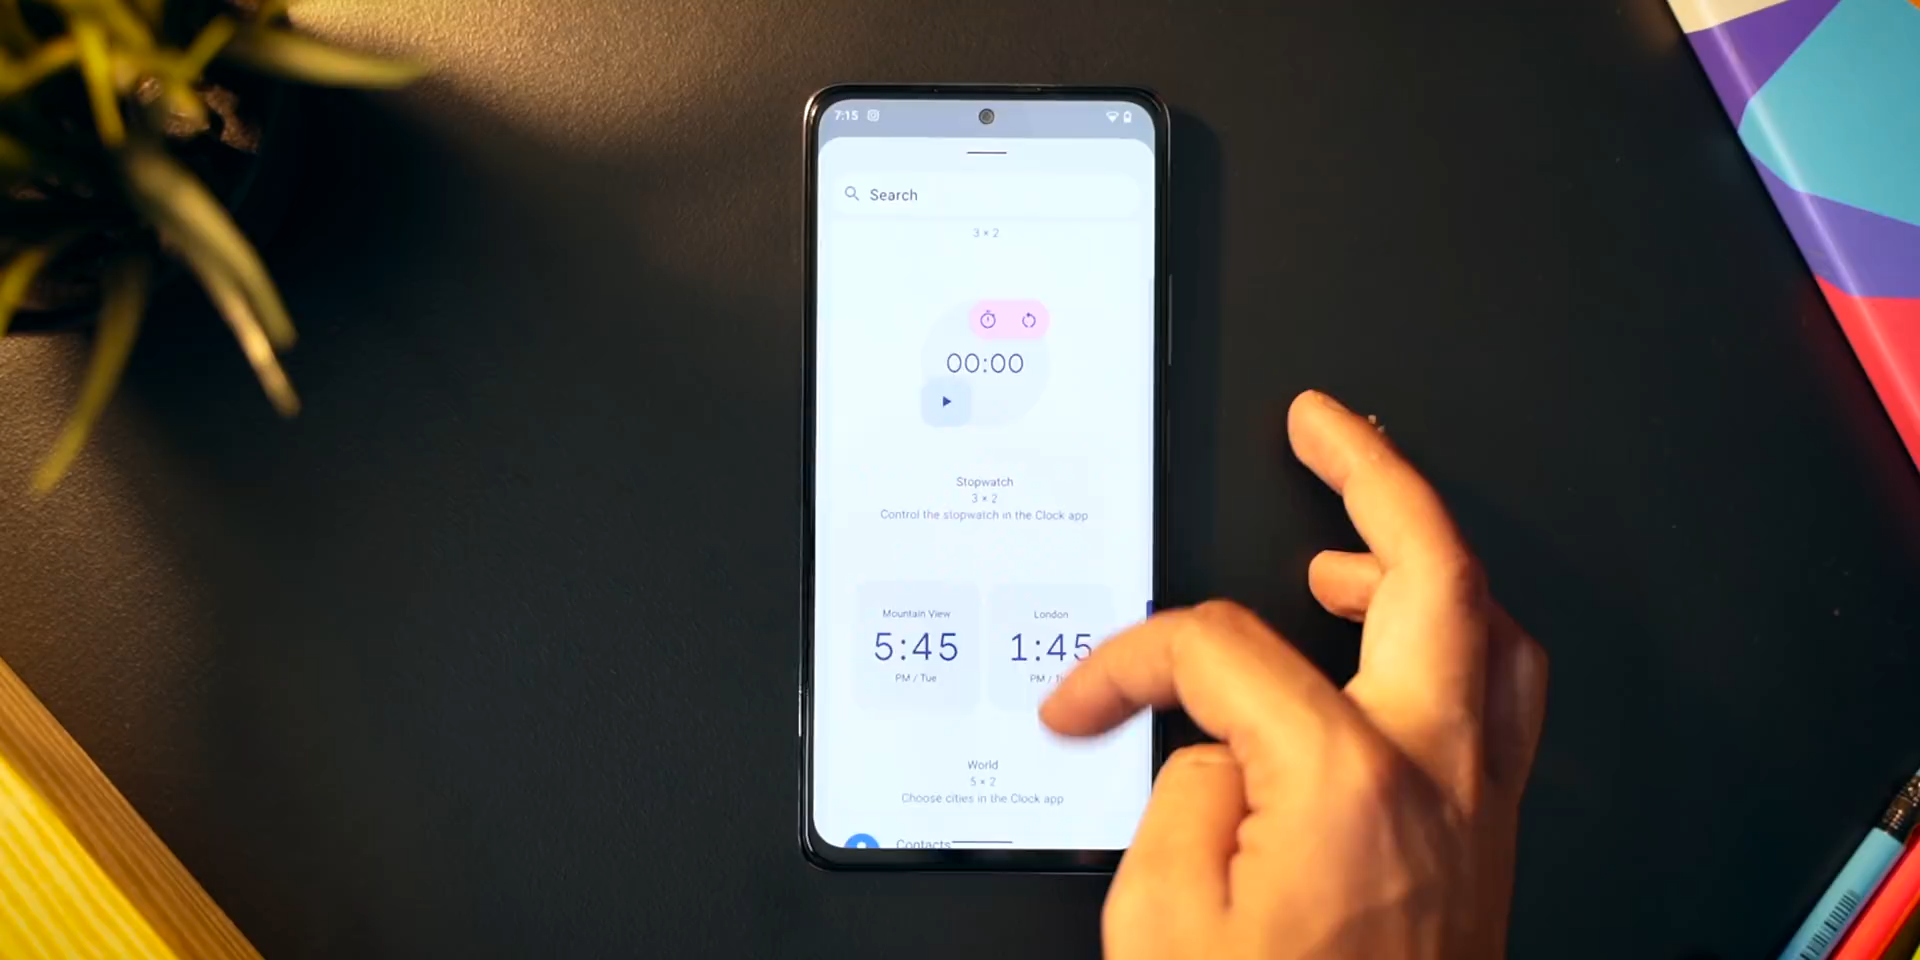 7:15
Search
3 × 2
00:00
Stopwatch
3 × 2
Control the stopwatch in the Clock app
Mountain View
London
5:45
1:45
PM / Tue
PM /
World
5 × 2
Choose cities in the Clock app
Contacts